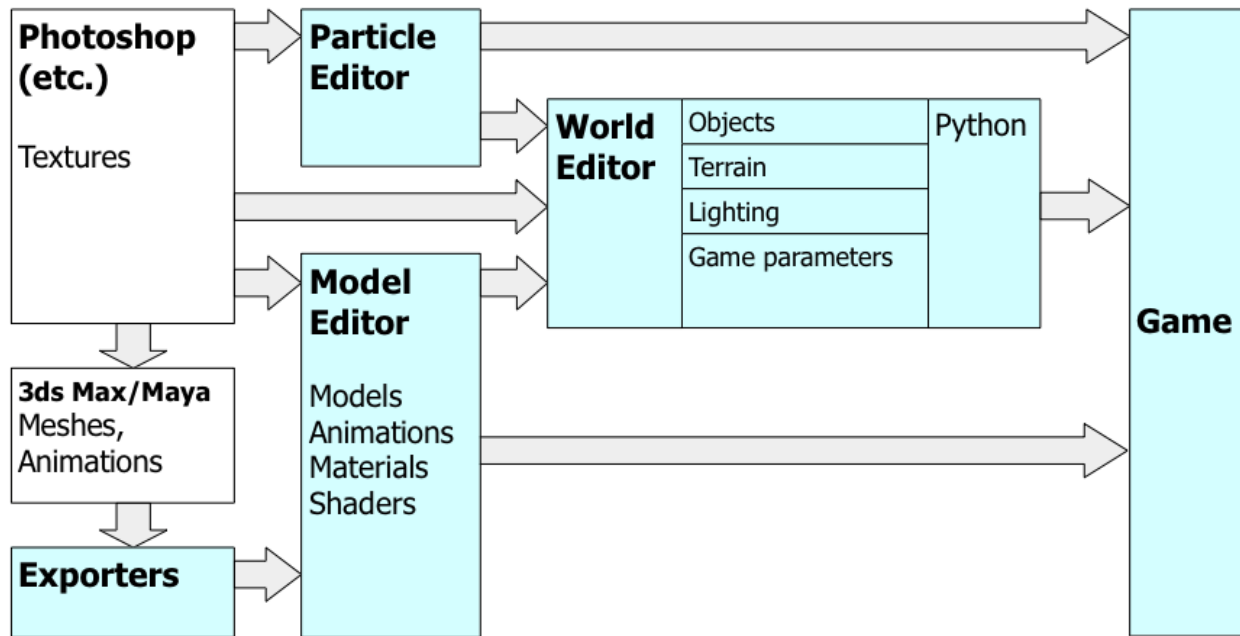 Photoshop
(etc.)
Textures
Particle
Editor
World
Editor
Objects
Terrain
Lighting
Game parameters
Python
Model
Editor
Models
Animations
Materials
Shaders
3ds Max/Maya
Meshes,
Animations
Exporters
Game